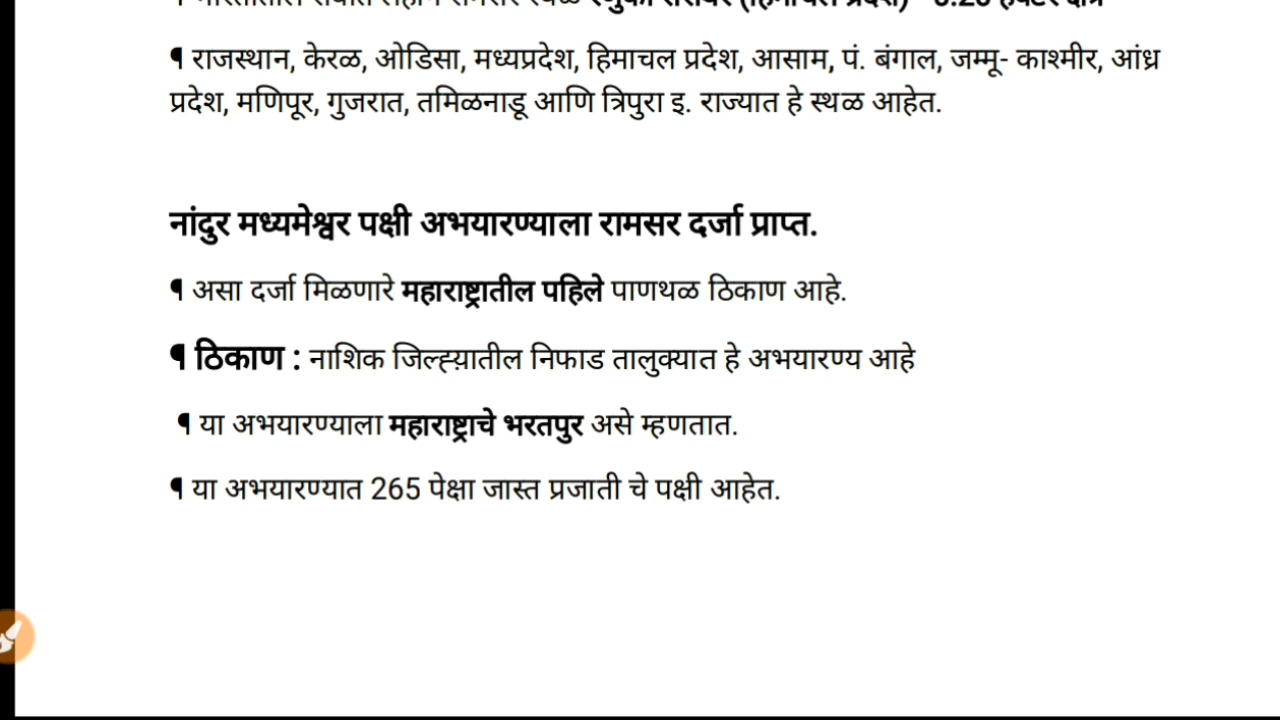 ¶ राजस्थान, केरळ, ओडिसा, मध्यप्रदेश, हिमाचल प्रदेश, आसाम, पं. बंगाल, जम्मू- काश्मीर, आंध्र
प्रदेश, मणिपूर, गुजरात, तमिळनाडू आणि त्रिपुरा इ. राज्यात हे स्थळ आहेत.
नांदुर मध्यमेश्वर पक्षी अभयारण्याला रामसर दर्जा प्राप्त.
¶ असा दर्जा मिळणारे महाराष्ट्रातील पहिले पाणथळ ठिकाण आहे.
¶ ठिकाण : नाशिक जिल्ह्यातील निफाड तालुक्यात हे अभयारण्य आहे
¶ या अभयारण्याला महाराष्ट्राचे भरतपुर असे म्हणतात.
¶ या अभयारण्यात 265 पेक्षा जास्त प्रजाती चे पक्षी आहेत.